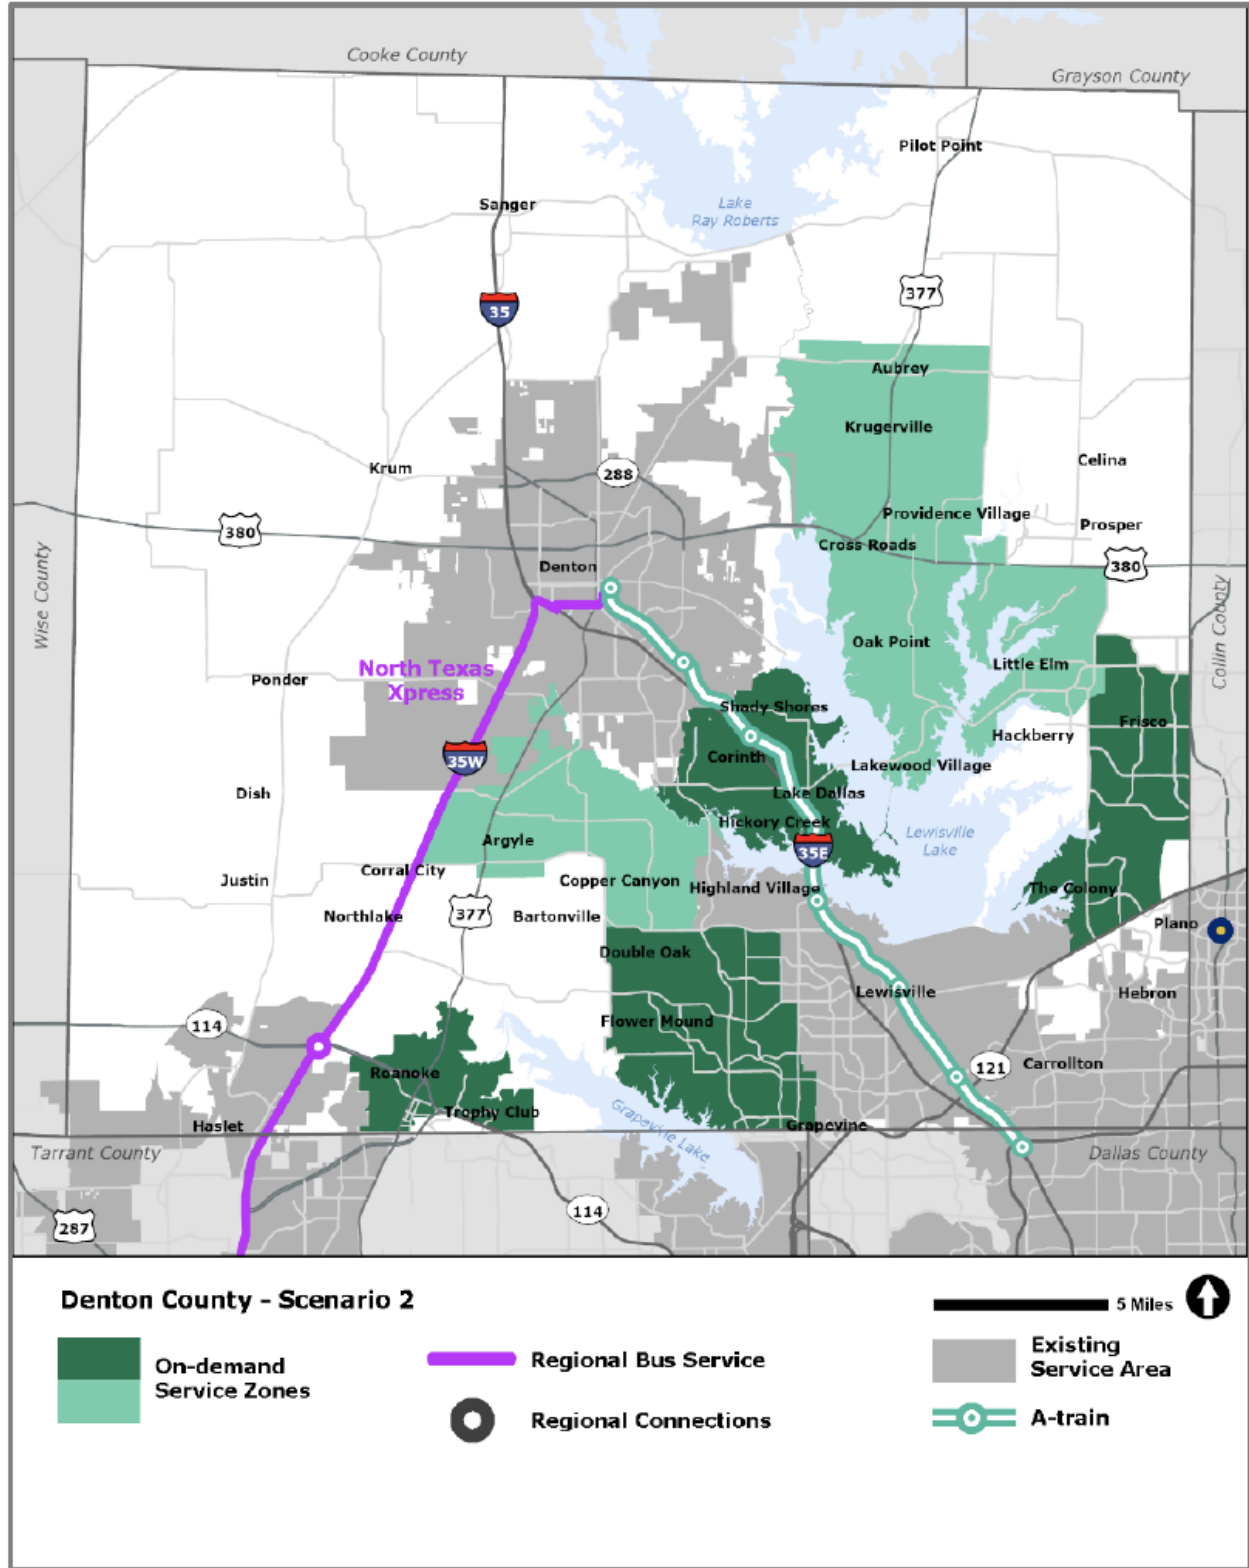 Cooke County
Grayson County
Pilot Point
Sanger
Lake
Ray Roberts
377
35
Aubrey
Krugerville
Krum
288
Celina
Providence Village
Prosper
380
Cross Roads
Denton
380
Wise County
Collin County
Oak Point
North Texas
Xpress
Little Elm
Ponder
Shady Shores
Frisco
Hackberry
35W
Corinth
Lakewood Village
Dish
Lake Dallas
Hickory Creek
Lewisville
Lake
Argyle
35E
Corral City
Justin
Copper Canyon
Highland Village
The Colony
Northlake
377
Bartonville
Plano
Double Oak
Lewisville
Hebron
114
Flower Mound
Roanoke
121
Carrollton
Trophy Club
Grapevine Lake
Haslet
Grapevine
Tarrant County
Dallas County
287
114
Denton County - Scenario 2
5 Miles
On-demand
Service Zones
Regional Bus Service
Existing
Service Area
Regional Connections
A-train